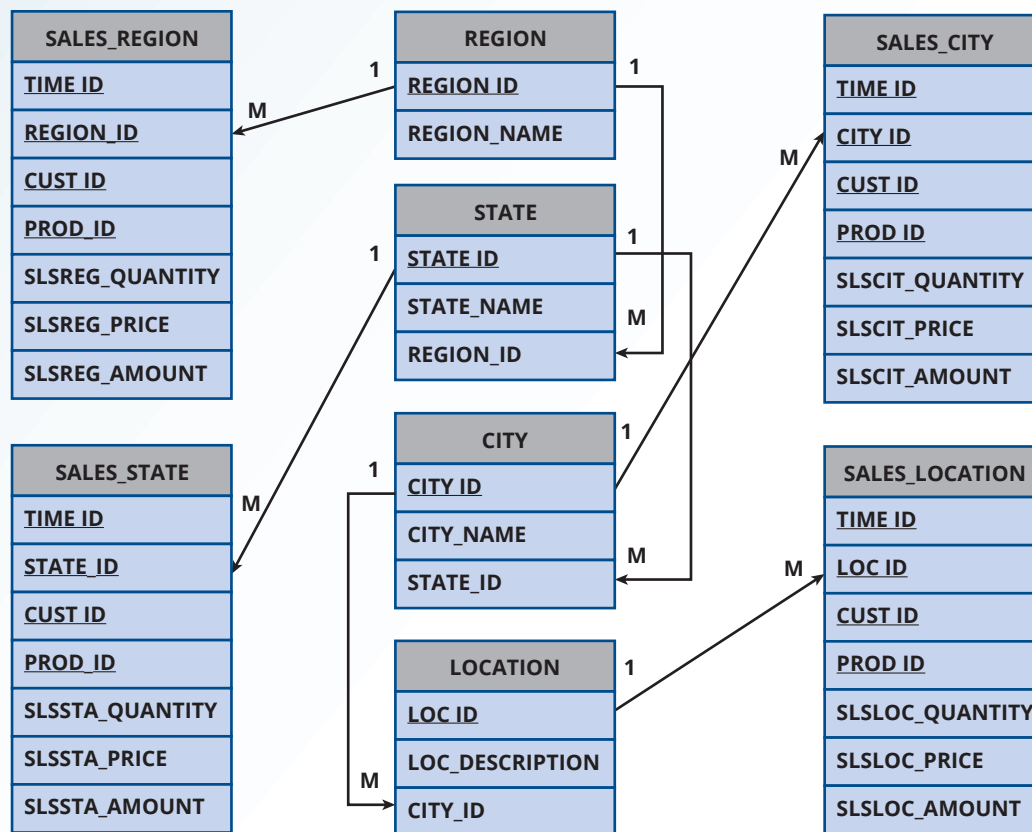 SALES_REGION
TIME ID
REGION_ID
CUST ID
PROD_ID
SLSREG_QUANTITY
SLSREG_PRICE
SLSREG_AMOUNT
1
M
REGION
REGION ID
REGION_NAME
1
M
STATE
STATE ID
STATE_NAME
REGION_ID
1
M
1
M
SALES_CITY
TIME ID
CITY ID
CUST ID
PROD ID
SLSCIT_QUANTITY
SLSCIT_PRICE
SLSCIT_AMOUNT
M
1
SALES_STATE
TIME ID
STATE_ID
CUST ID
PROD_ID
SLSSTA_QUANTITY
SLSSTA_PRICE
SLSSTA_AMOUNT
CITY
CITY ID
CITY_NAME
STATE_ID
1
M
LOCATION
LOC ID
LOC_DESCRIPTION
CITY_ID
1
M
SALES_LOCATION
TIME ID
LOC ID
CUST ID
PROD ID
SLSLOC_QUANTITY
SLSLOC_PRICE
SLSLOC_AMOUNT